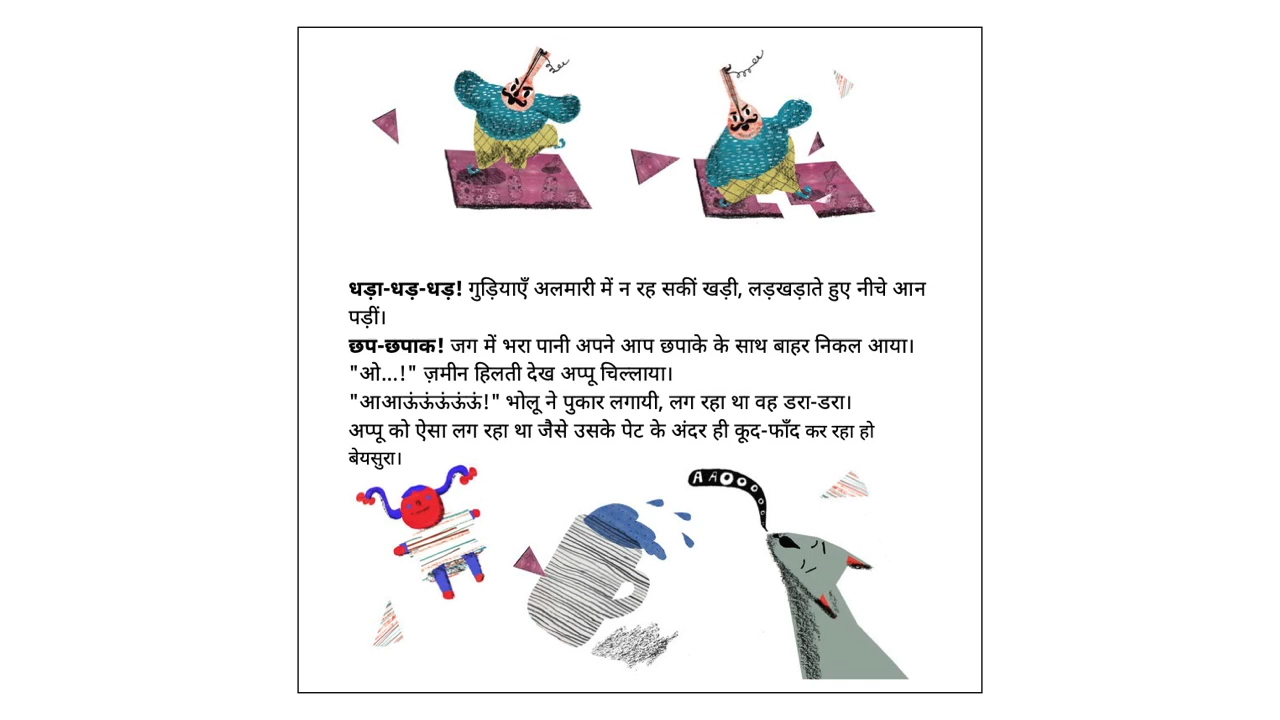 धड़ा-धड़-धड़! गुड़ियाएँ अलमारी में न रह सकीं खड़ी, लड़खड़ाते हुए नीचे आन
पड़ीं।
छप-छपाक! जग में भरा पानी अपने आप छपाके के साथ बाहर निकल आया।
"ओ...!" ज़मीन हिलती देख अप्पू चिल्लाया।
"आआऊंऊंऊंऊंऊं!" भोलू ने पुकार लगायी, लग रहा था वह डरा-डरा।
अप्पू को ऐसा लग रहा था जैसे उसके पेट के अंदर ही कूद-फाँद कर रहा हो
बेयसुरा।
AAOOOOO